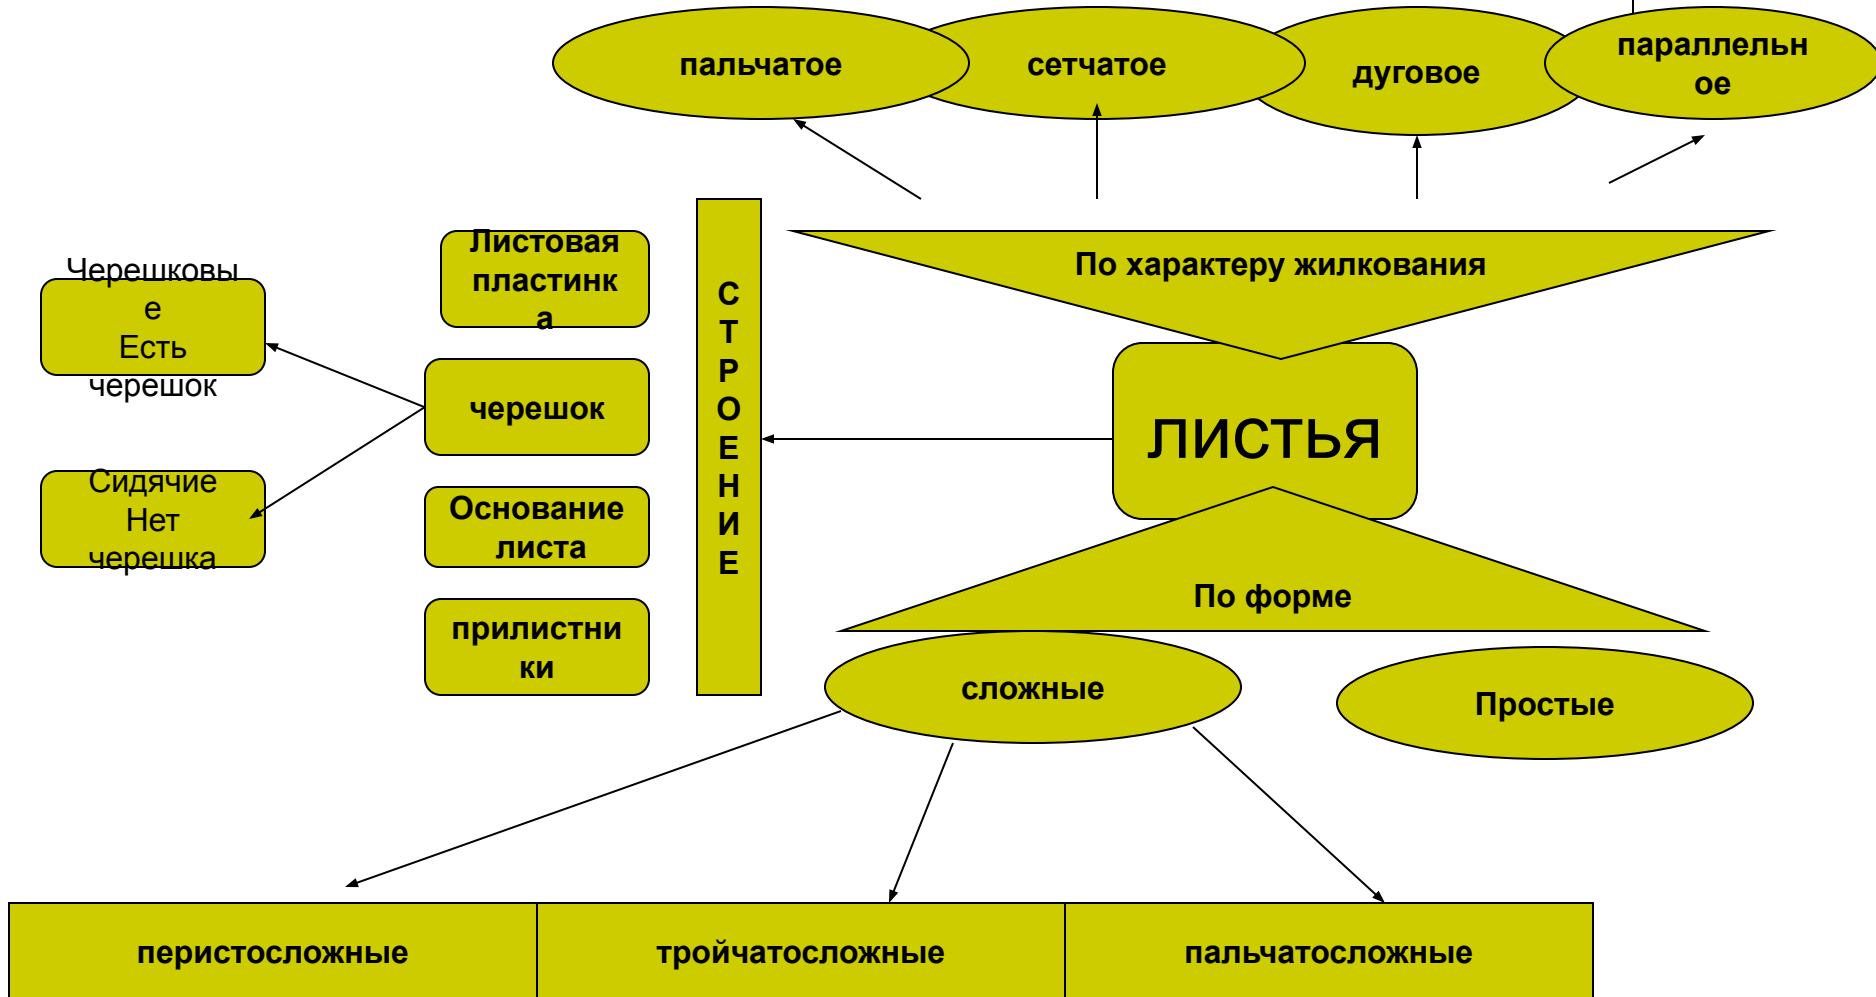 пальчатое
сетчатое
дуговое
параллельн
ое
По характеру жилкования
Листовая
пластинк
а
Черешковы
е
Есть
черешок
черешок
Сидячие
Нет
черешка
Основание
листа
прилистни
ки
С
Т
Р
О
Е
Н
И
Е
ЛИСТЬЯ
По форме
сложные
Простые
перистосложные
тройчатосложные
пальчатосложные